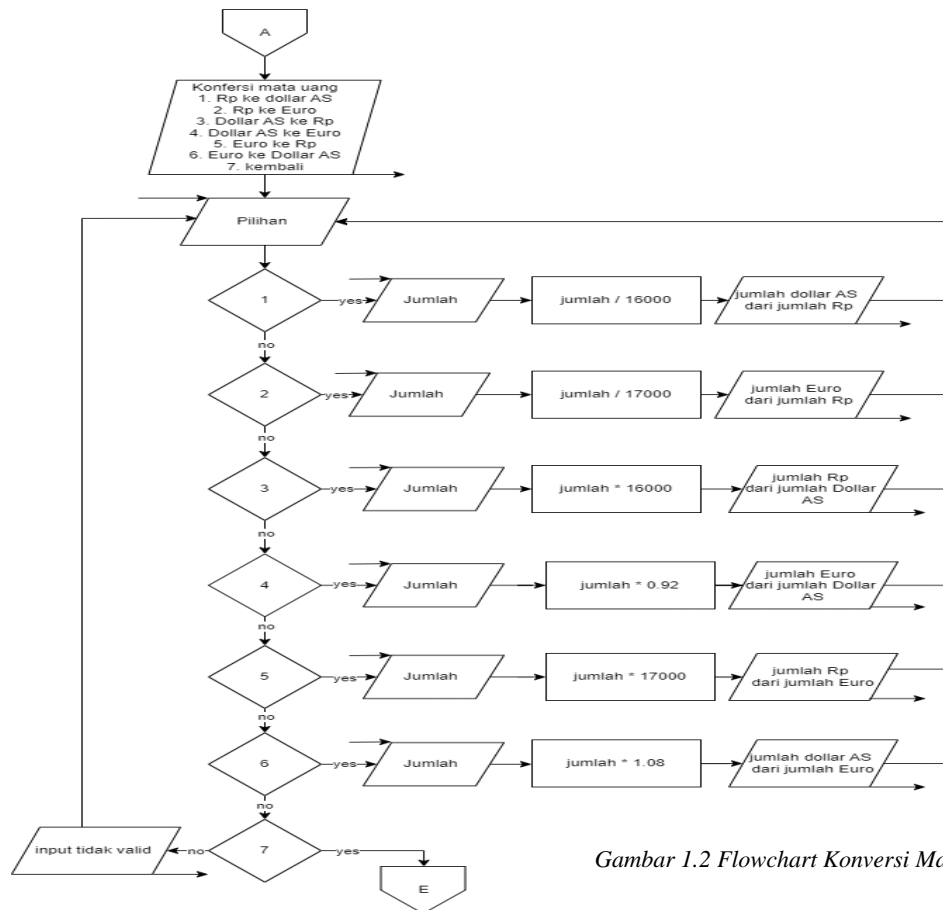 A
Konfersi mata uang
1. Rp ke dollar AS
2. Rp ke Euro
3. Dollar AS ke Rp
4. Dollar AS ke Euro
5. Euro ke Rp
6. Euro ke Dollar AS
7. kembali
Pilihan
1
yes
Jumlah
jumlah / 16000
jumlah dollar AS
dari jumlah Rp
no
2
yes
Jumlah
jumlah / 17000
jumlah Euro
dari jumlah Rp
no
3
yes
Jumlah
jumlah * 16000
jumlah Rp
dari jumlah Dollar
AS
no
4
yes
Jumlah
jumlah * 0.92
jumlah Euro
dari jumlah Dollar
AS
no
5
yes
Jumlah
jumlah * 17000
jumlah Rp
dari jumlah Euro
no
6
yes
Jumlah
jumlah * 1.08
jumlah dollar AS
dari jumlah Euro
no
input tidak valid
no
7
yes
E
Gambar 1.2 Flowchart Konversi